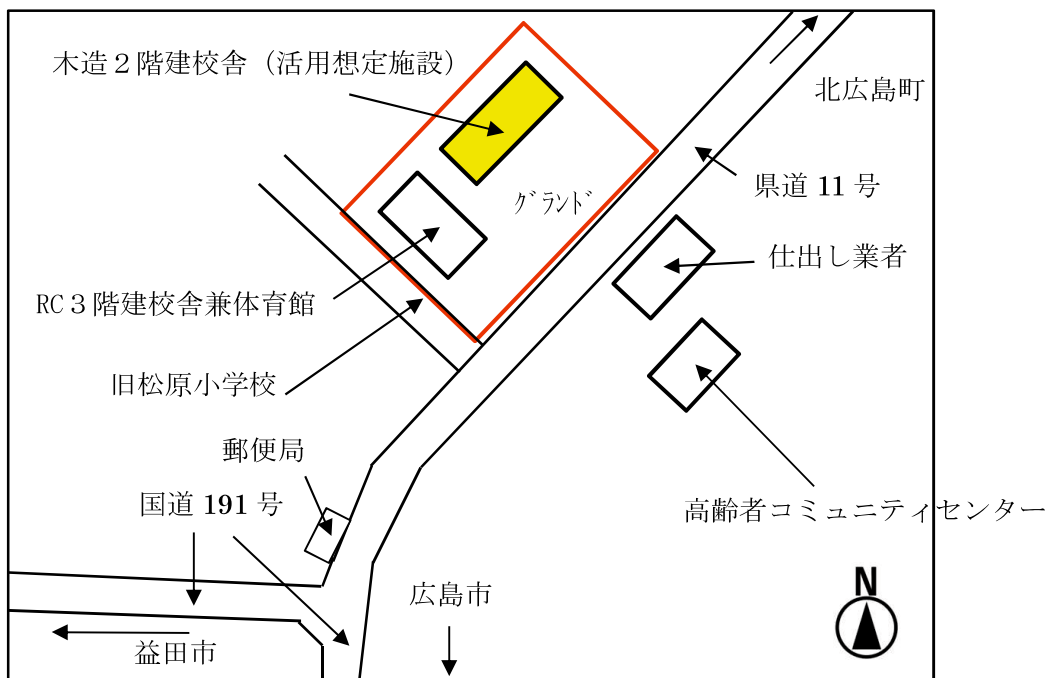 木造２階建校舎（活用想定施設）
北広島町
県道 11 号
ｸﾞﾗﾝﾄﾞ
仕出し業者
RC３階建校舎兼体育館
旧松原小学校
郵便局
国道 191 号
高齢者コミュニティセンター
広島市
N
益田市